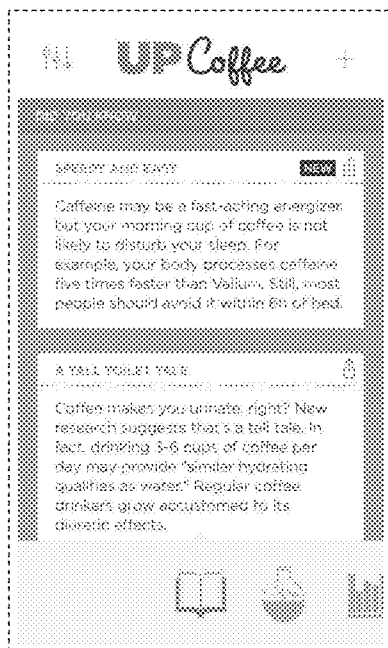 UP Coffee
DID YOU KNOW
SPEEDY AND EASY NEW
Caffeine may be a fast-acting energizer,
but your morning cup of coffee is not
likely to disturb your sleep. For
example, your body processes caffeine
five times faster than Valium. Still, most
people should avoid it within 6h of bed.
A TALL TOILET TALE
Coffee makes you urinate, right? New
research suggests that's a tall tale. In
fact, drinking 3-6 cups of coffee per
day may provide "similar hydrating
qualities as water." Regular coffee
drinkers grow accustomed to its
diuretic effects.